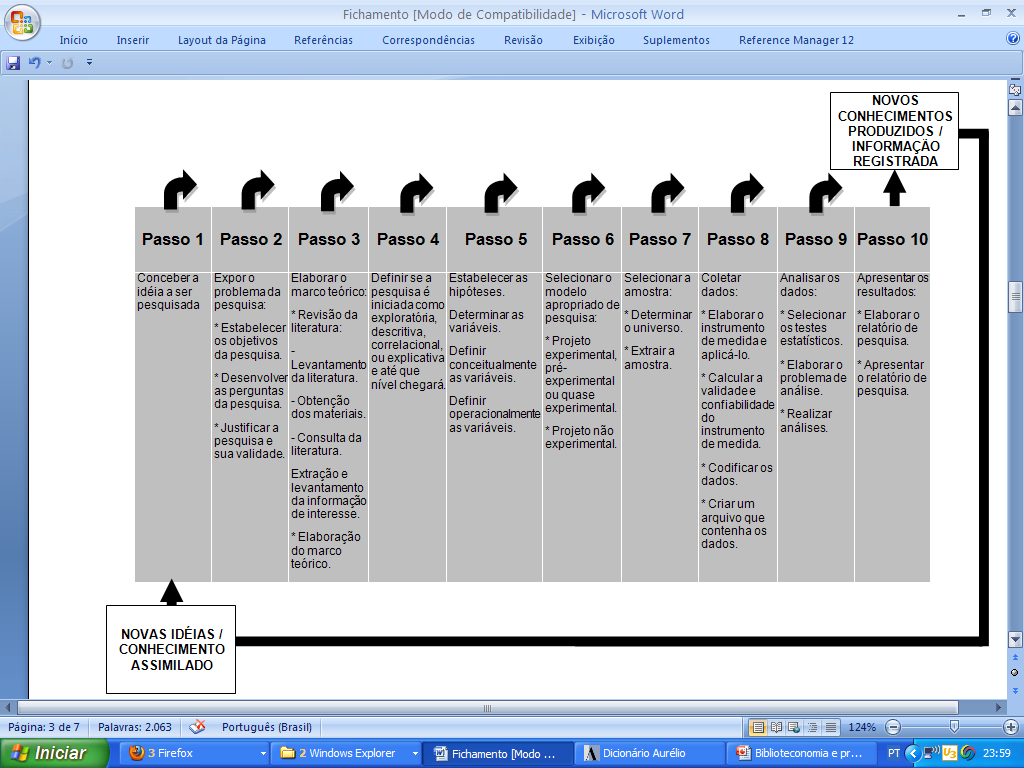 Fichamento [Modo de Compatibilidade] - Microsoft Word
Início Inserir Layout da Página Referências Correspondências Revisão Exibição Suplementos Reference Manager 12
NOVOS
CONHECIMENTOS
PRODUZIDOS /
INFORMAÇÃO
REGISTRADA
Passo 1
Conceber a
idéia a ser
pesquisada
Passo 2
Expor o
problema da
pesquisa:
* Estabelecer
os objetivos
da pesquisa.
* Desenvolver
as perguntas
da pesquisa.
* Justificar a
pesquisa e
sua validade.
Passo 3
Elaborar o
marco teórico:
* Revisão da
literatura:
-
Levantamento
da literatura.
- Obtenção
dos materiais.
- Consulta da
literatura.
Extração e
levantamento
da informação
de interesse.
* Elaboração
do marco
teórico.
Passo 4
Definir se a
pesquisa é
iniciada como
exploratória,
descritiva,
correlacional,
ou explicativa
e até que
nível chegará.
Passo 5
Estabelecer as
hipóteses.
Determinar as
variáveis.
Definir
conceitualmente
as variáveis.
Definir
operacionalmente
as variáveis.
Passo 6
Selecionar o
modelo
apropriado de
pesquisa:
* Projeto
experimental,
pré-
experimental
ou quase
experimental.
* Projeto não
experimental.
Passo 7
Selecionar a
amostra:
* Determinar
o universo.
* Extrair a
amostra.
Passo 8
Coletar
dados:
* Elaborar o
instrumento
de medida e
aplicá-lo.
* Calcular a
validade e
confiabilidade
do
instrumento
de medida.
* Codificar os
dados.
* Criar um
arquivo que
contenha os
dados.
Passo 9
Analisar os
dados:
* Selecionar
os testes
estatísticos.
* Elaborar o
problema de
análise.
* Realizar
análises.
Passo 10
Apresentar os
resultados:
* Elaborar o
relatório de
pesquisa.
* Apresentar
o relatório de
pesquisa.
NOVAS IDÉIAS /
CONHECIMENTO
ASSIMILADO
Página: 3 de 7 Palavras: 2.063 Português (Brasil) 124%
Iniciar 3 Firefox 2 Windows Explorer Fichamento [Modo ... Dicionário Aurélio Biblioteconomia e pr... PT 23:59